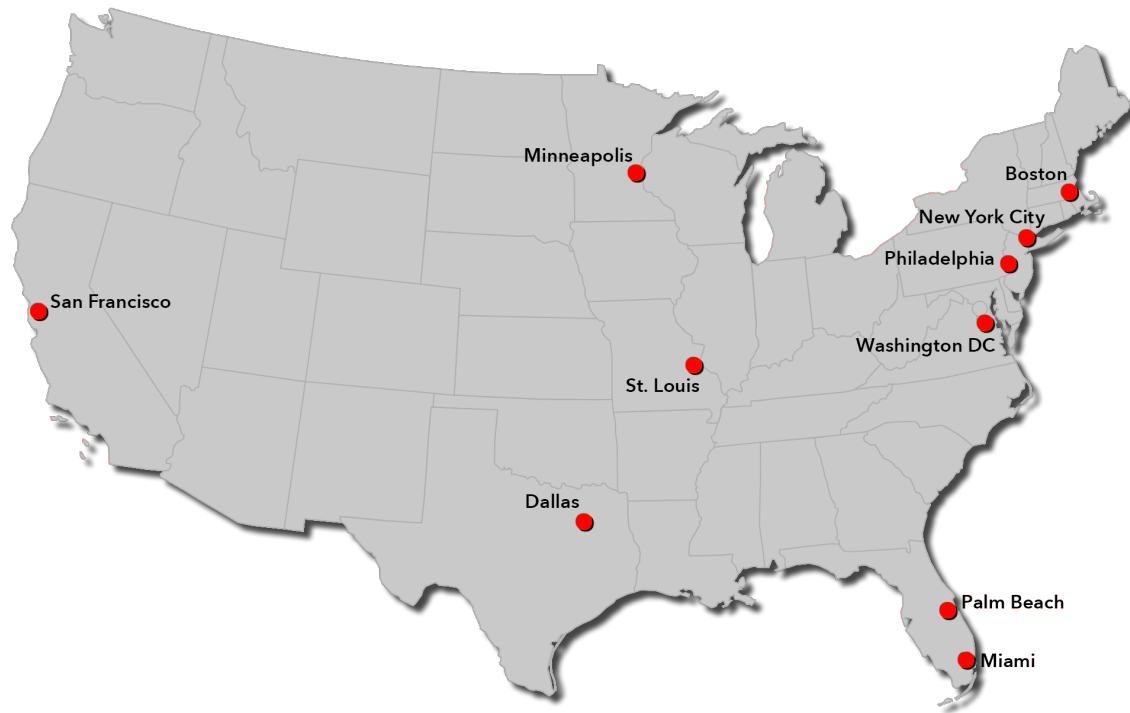 Minneapolis
Boston
New York City
Philadelphia
San Francisco
Washington DC
St. Louis
Dallas
Palm Beach
Miami